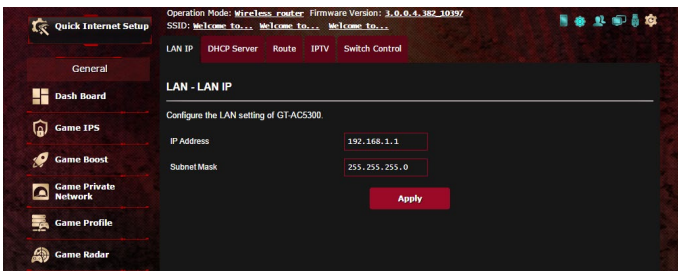 Quick Internet Setup
General
Dash Board
Game IPS
Game Boost
Game Private
Network
Game Profile
Game Radar
Operation Mode: Wireless router Firmware Version: 3.0.0.4.382_10397
SSID: Welcome to... Welcome to... Welcome to...
LAN IP DHCP Server Route IPTV Switch Control
LAN - LAN IP
Configure the LAN setting of GT-AC5300.
IP Address 192.168.1.1
Subnet Mask 255.255.255.0
Apply